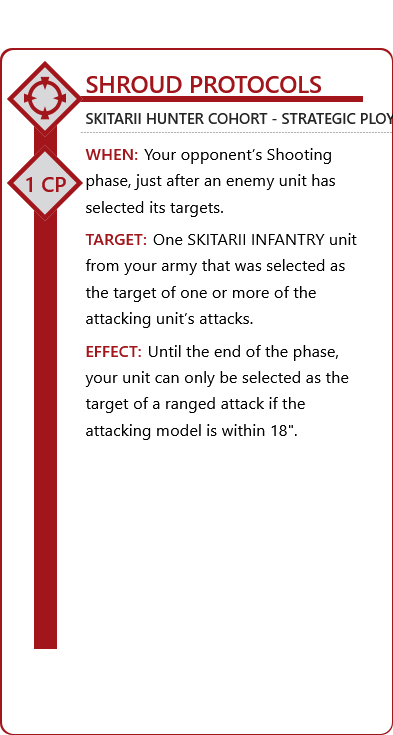 SHROUD PROTOCOLS
SKITARII HUNTER COHORT - STRATEGIC PLOY
1 CP
WHEN: Your opponent’s Shooting
phase, just after an enemy unit has
selected its targets.
TARGET: One SKITARII INFANTRY unit
from your army that was selected as
the target of one or more of the
attacking unit’s attacks.
EFFECT: Until the end of the phase,
your unit can only be selected as the
target of a ranged attack if the
attacking model is within 18".